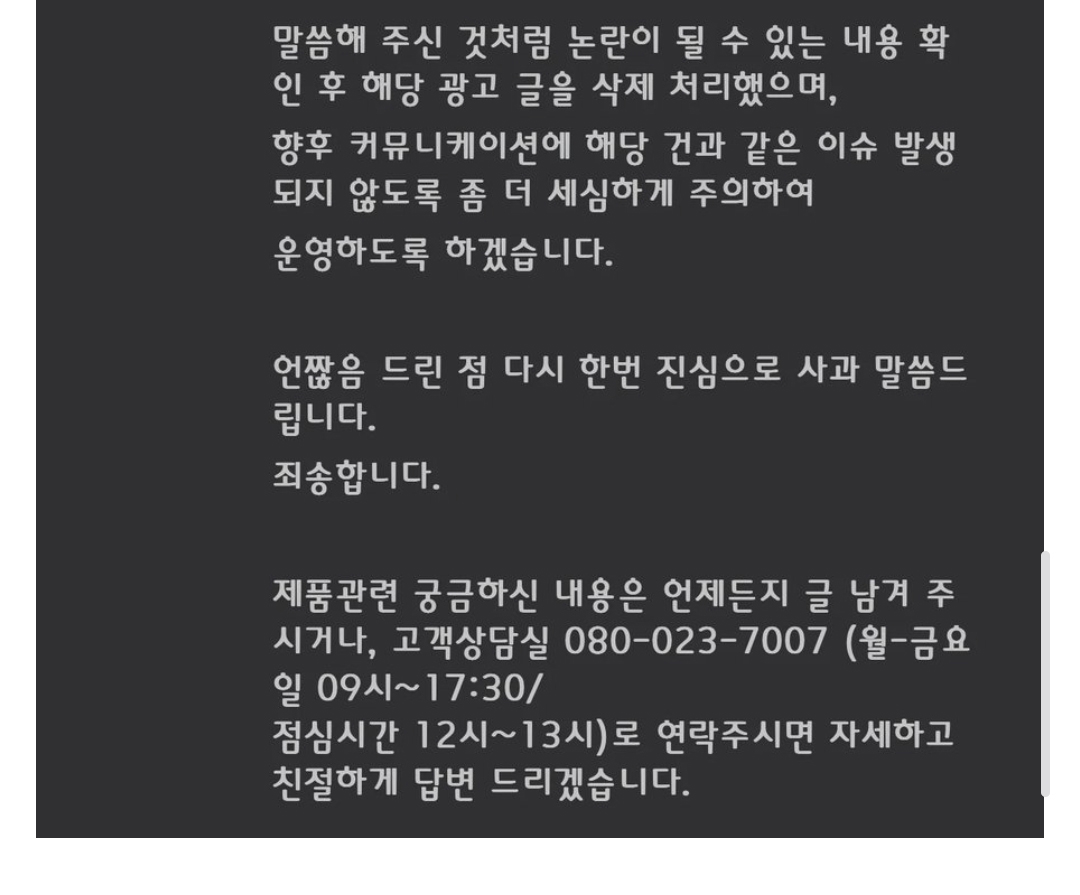 말씀해 주신 것처럼 논란이 될 수 있는 내용 확
인 후 해당 광고 글을 삭제 처리했으며,
향후 커뮤니케이션에 해당 건과 같은 이슈 발생
되지 않도록 좀 더 세심하게 주의하여
운영하도록 하겠습니다.
언짢음 드린 점 다시 한번 진심으로 사과 말씀드
립니다.
죄송합니다.
제품관련 궁금하신 내용은 언제든지 글 남겨 주
시거나, 고객상담실 080-023-7007 (월-금요
일 09시~17:30/
점심시간 12시~13시)로 연락주시면 자세하고
친절하게 답변 드리겠습니다.